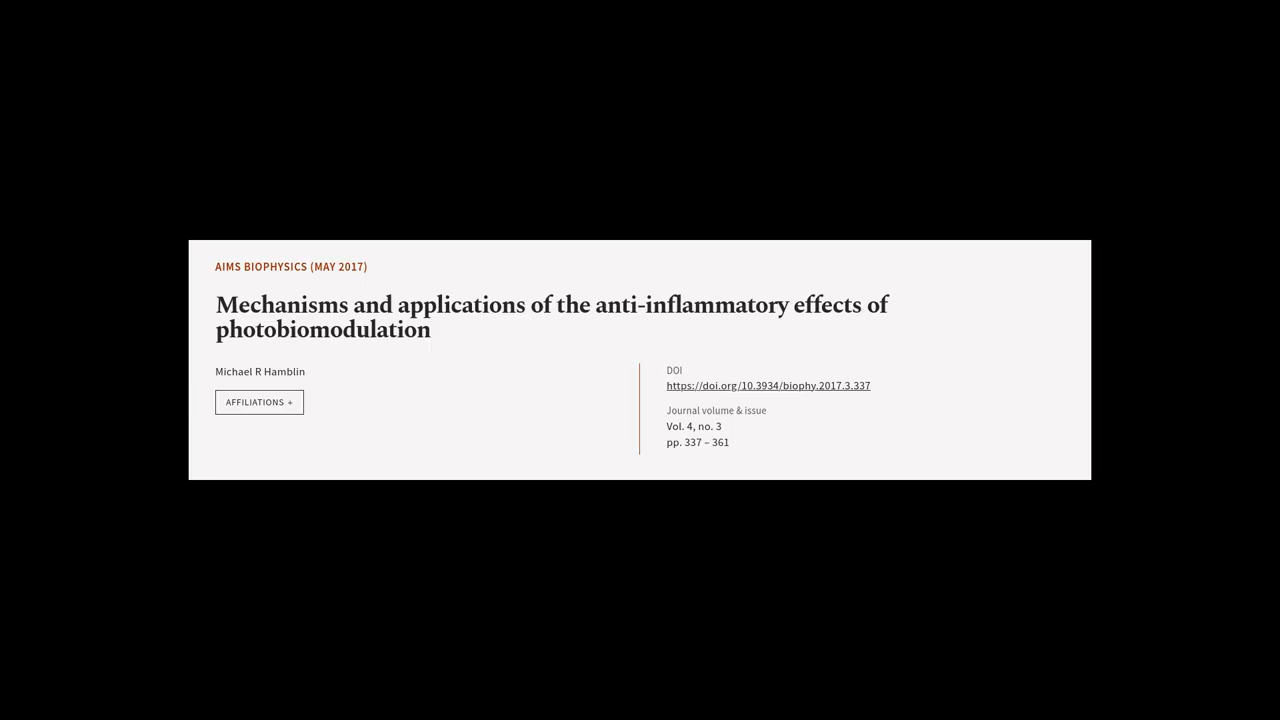 AIMS BIOPHYSICS (MAY 2017)
Mechanisms and applications of the anti-inflammatory effects of
photobiomodulation
Michael R Hamblin
AFFILIATIONS +
DOI
https://doi.org/10.3934/biophy.2017.3.337
Journal volume & issue
Vol. 4, no. 3
pp. 337 – 361